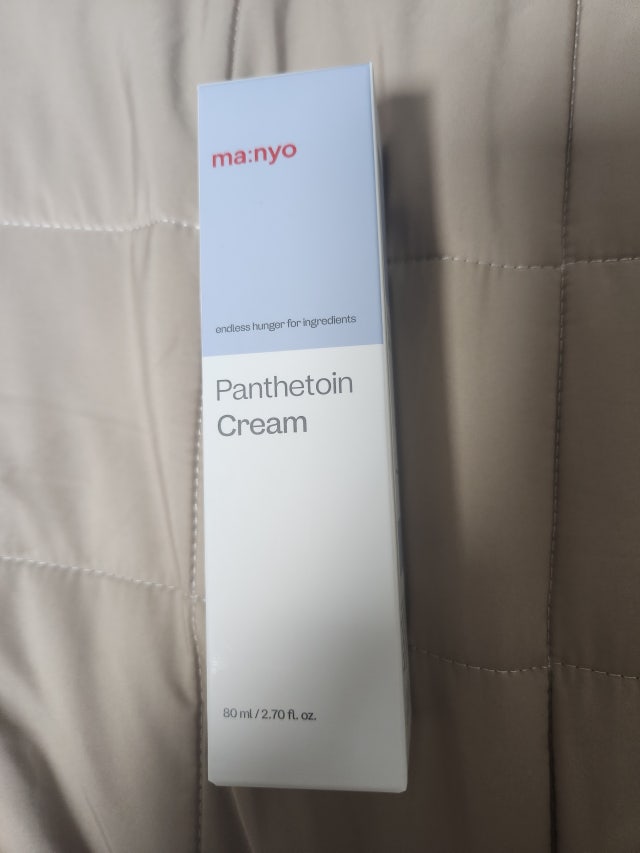 ma:nyo
endless hunger for ingredients
Panthetoin
Cream
80 ml / 2.70 fl. oz.